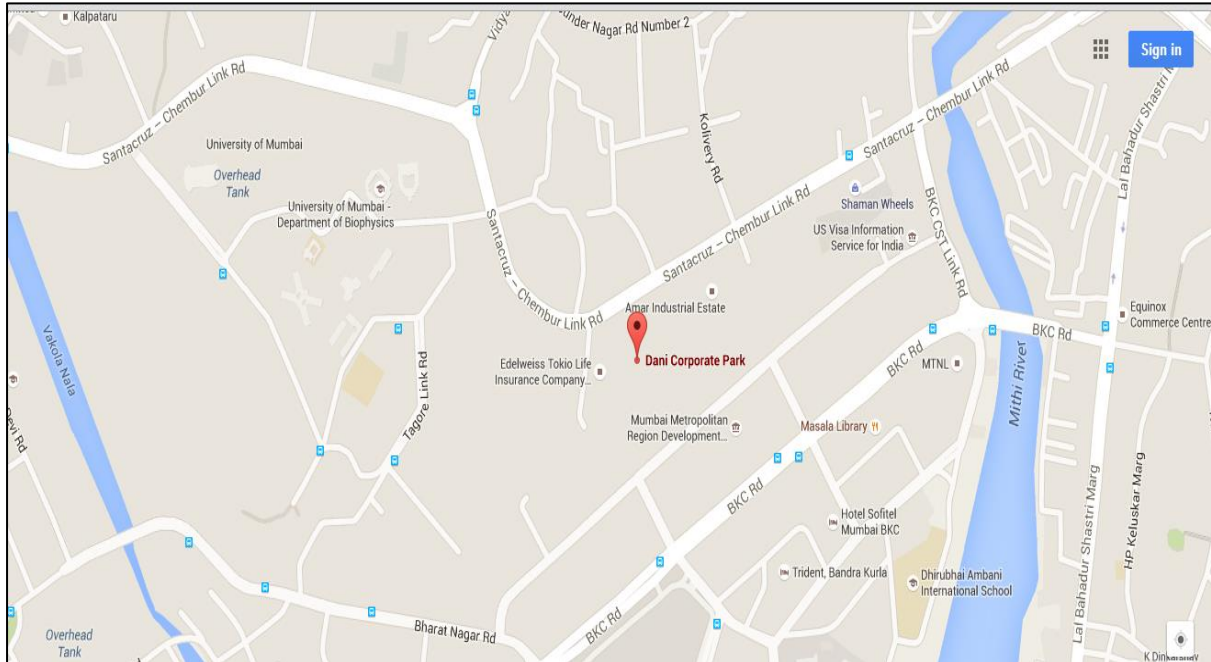 Kalpataru
under Nagar Rd Number 2
Vidya
Sign in
Santacruz – Chembur Link Rd
Santacruz – Chembur Link Rd
Lal Bahadur Shastri Marg
University of Mumbai
Overhead
Tank
Kolivery Rd
University of Mumbai -
Department of Biophysics
Shaman Wheels
Santacruz – Chembur Link Rd
US Visa Information
Service for India
BKC CST Link Rd
Santacruz – Chembur Link Rd
Amar Industrial Estate
Equinox
Commerce Centre
BKC Rd
Vakola Nala
Edelweiss Tokio Life
Insurance Company...
Dani Corporate Park
BKC Rd
MTNL
Mithi River
Tagore Link Rd
Devi Rd
Mumbai Metropolitan
Region Development...
Masala Library
BKC Rd
Lal Bahadur Shastri Marg
HP Keluskar Marg
Hotel Sofitel
Mumbai BKC
Trident, Bandra Kurla
Dhirubhai Ambani
International School
Bharat Nagar Rd
BKC Rd
Overhead
Tank